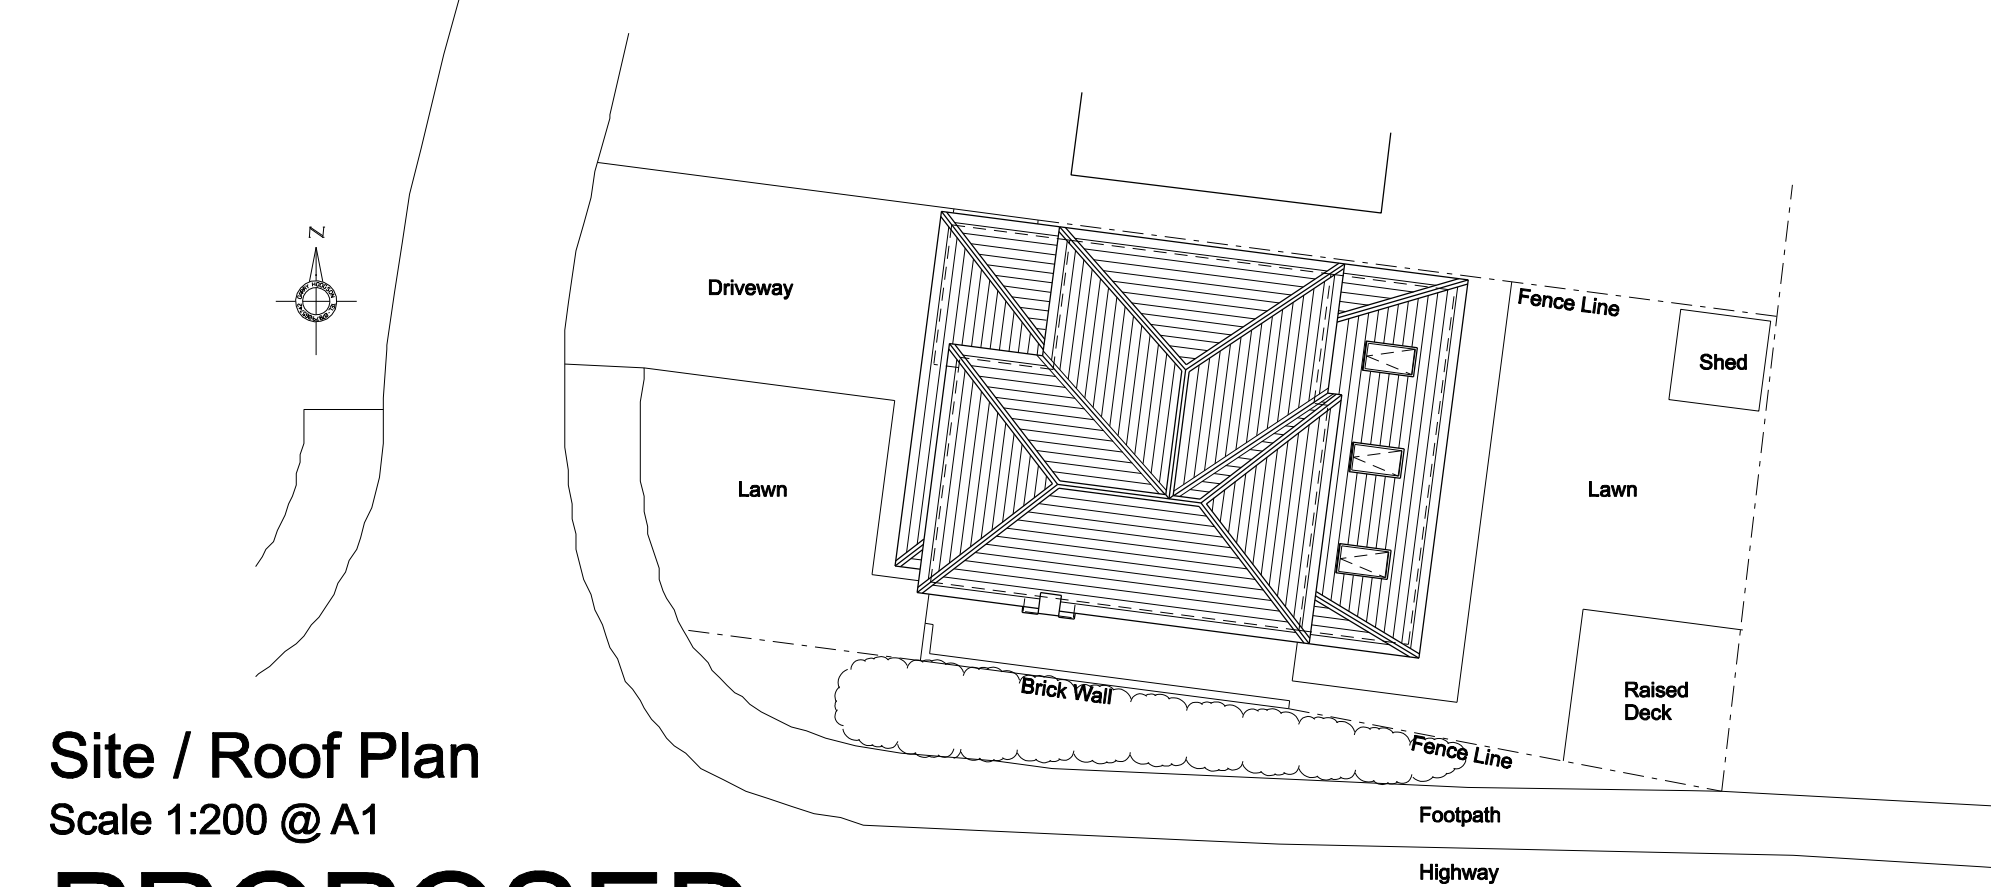 N
Driveway
Fence Line
Shed
Lawn
Lawn
Brick Wall
Raised
Deck
Fence Line
Site / Roof Plan
Scale 1:200 @ A1
Footpath
Highway
PROPOSED